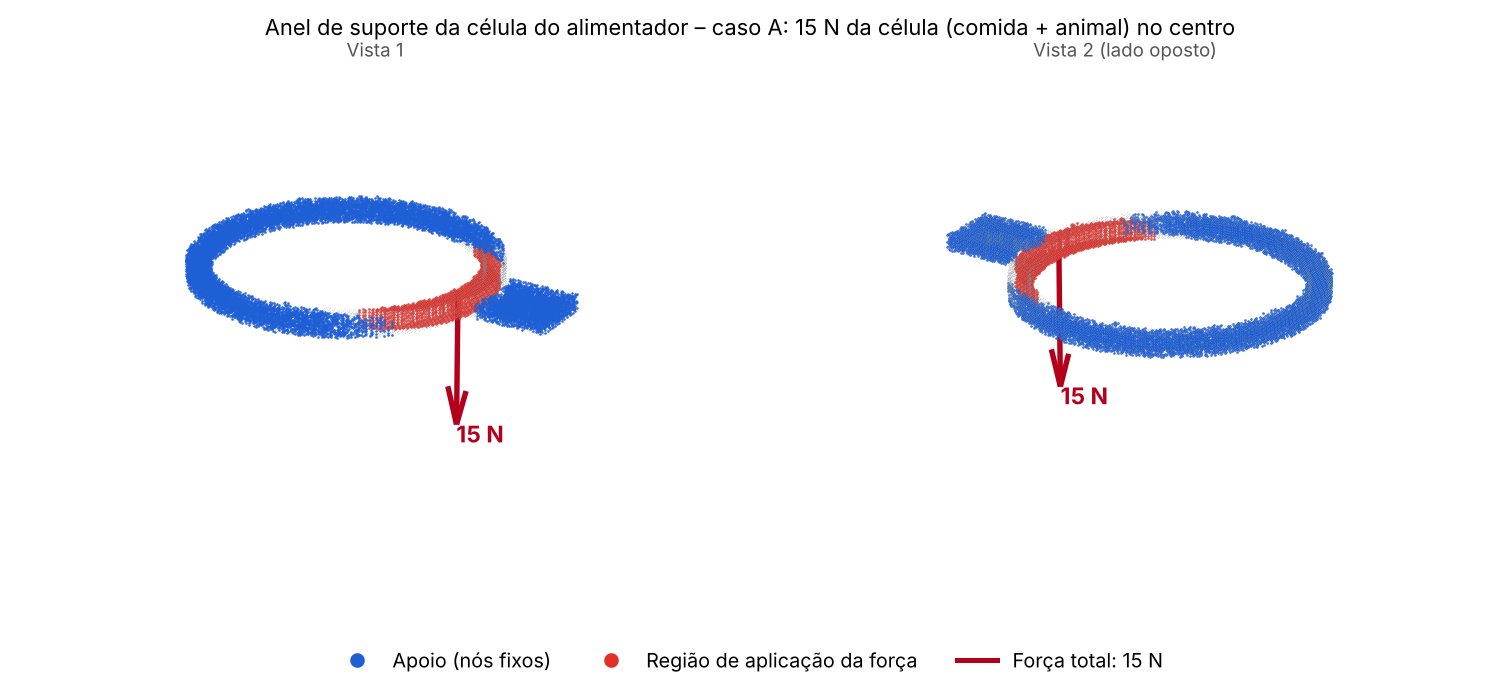 Anel de suporte da célula do alimentador – caso A: 15 N da célula (comida + animal) no centro
Vista 1
Vista 2 (lado oposto)
15 N
15 N
Apoio (nós fixos)
Região de aplicação da força
Força total: 15 N